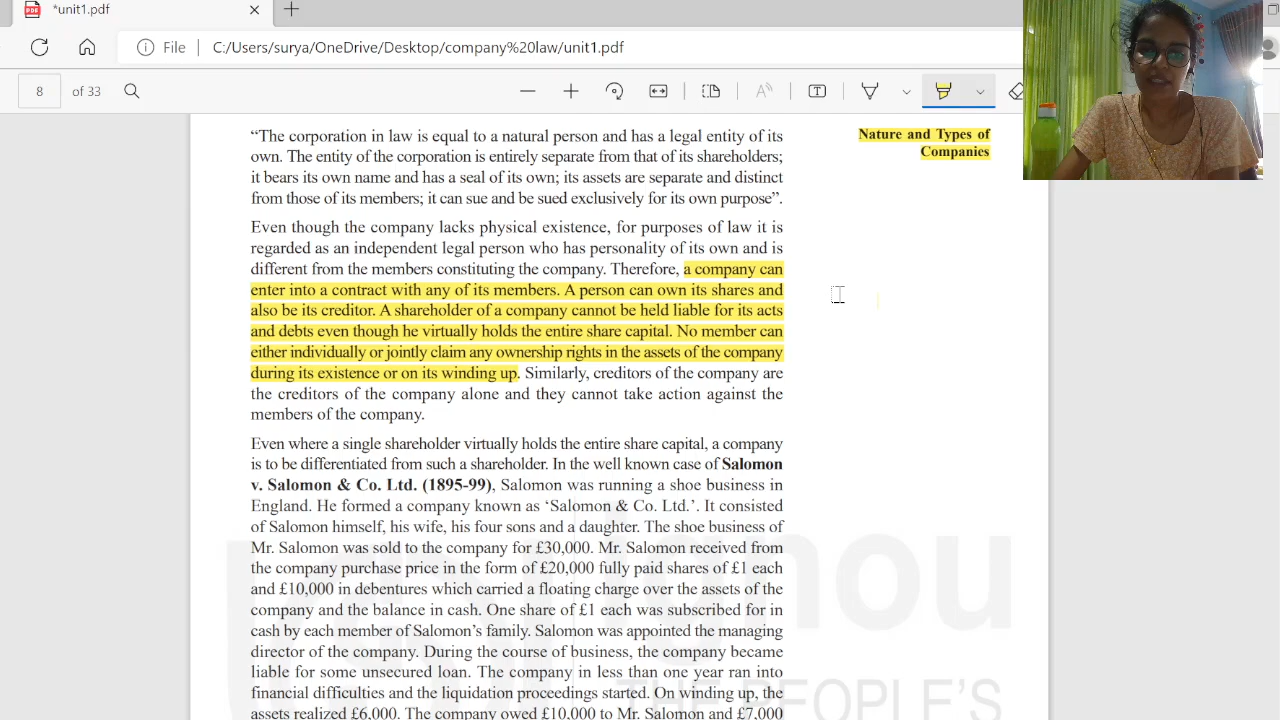 *unit1.pdf
File
C:/Users/surya/OneDrive/Desktop/company%20law/unit1.pdf
8 of 33
Nature and Types of
Companies
“The corporation in law is equal to a natural person and has a legal entity of its
own. The entity of the corporation is entirely separate from that of its shareholders;
it bears its own name and has a seal of its own; its assets are separate and distinct
from those of its members; it can sue and be sued exclusively for its own purpose”.
Even though the company lacks physical existence, for purposes of law it is
regarded as an independent legal person who has personality of its own and is
different from the members constituting the company. Therefore, a company can
enter into a contract with any of its members. A person can own its shares and
also be its creditor. A shareholder of a company cannot be held liable for its acts
and debts even though he virtually holds the entire share capital. No member can
either individually or jointly claim any ownership rights in the assets of the company
during its existence or on its winding up. Similarly, creditors of the company are
the creditors of the company alone and they cannot take action against the
members of the company.
Even where a single shareholder virtually holds the entire share capital, a company
is to be differentiated from such a shareholder. In the well known case of Salomon
v. Salomon & Co. Ltd. (1895-99), Salomon was running a shoe business in
England. He formed a company known as ‘Salomon & Co. Ltd.’. It consisted
of Salomon himself, his wife, his four sons and a daughter. The shoe business of
Mr. Salomon was sold to the company for £30,000. Mr. Salomon received from
the company purchase price in the form of £20,000 fully paid shares of £1 each
and £10,000 in debentures which carried a floating charge over the assets of the
company and the balance in cash. One share of £1 each was subscribed for in
cash by each member of Salomon’s family. Salomon was appointed the managing
director of the company. During the course of business, the company became
liable for some unsecured loan. The company in less than one year ran into
financial difficulties and the liquidation proceedings started. On winding up, the
assets realized £6,000. The company owed £10,000 to Mr. Salomon and £7,000
ignou
THE PEOPLE’S